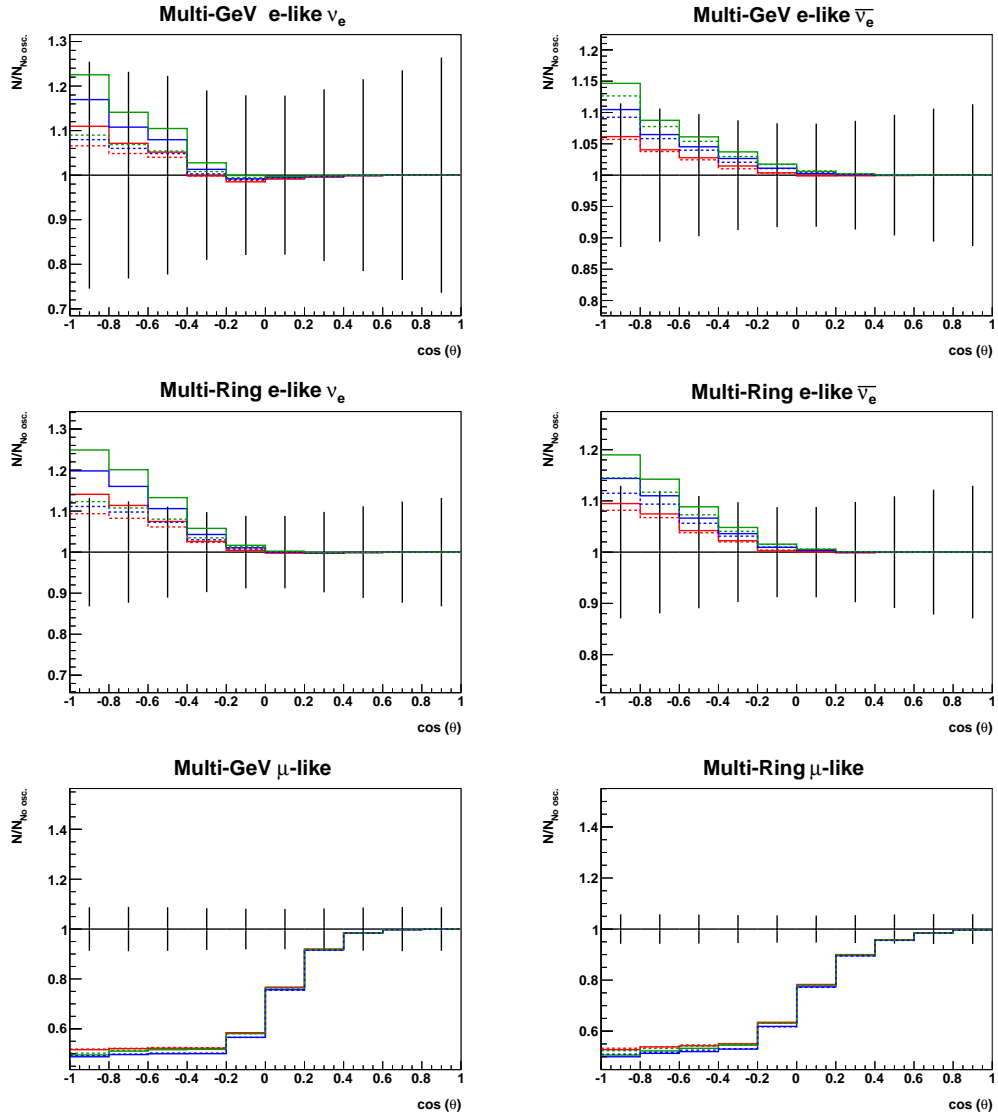 Multi-GeV e-like νe
N/N No osc.
1.3
1.2
1.1
1
0.9
0.8
0.7
-1 -0.8 -0.6 -0.4 -0.2 0 0.2 0.4 0.6 0.8 1
cos (θ)
Multi-GeV e-like ν̅e
N/N No osc.
1.2
1.15
1.1
1.05
1
0.95
0.9
0.85
0.8
-1 -0.8 -0.6 -0.4 -0.2 0 0.2 0.4 0.6 0.8 1
cos (θ)
Multi-Ring e-like νe
N/N No osc.
1.3
1.2
1.1
1
0.9
0.8
0.7
-1 -0.8 -0.6 -0.4 -0.2 0 0.2 0.4 0.6 0.8 1
cos (θ)
Multi-Ring e-like ν̅e
N/N No osc.
1.2
1.1
1
0.9
0.8
-1 -0.8 -0.6 -0.4 -0.2 0 0.2 0.4 0.6 0.8 1
cos (θ)
Multi-GeV μ-like
N/N No osc.
1.4
1.2
1
0.8
0.6
-1 -0.8 -0.6 -0.4 -0.2 0 0.2 0.4 0.6 0.8 1
cos (θ)
Multi-Ring μ-like
N/N No osc.
1.4
1.2
1
0.8
0.6
-1 -0.8 -0.6 -0.4 -0.2 0 0.2 0.4 0.6 0.8 1
cos (θ)